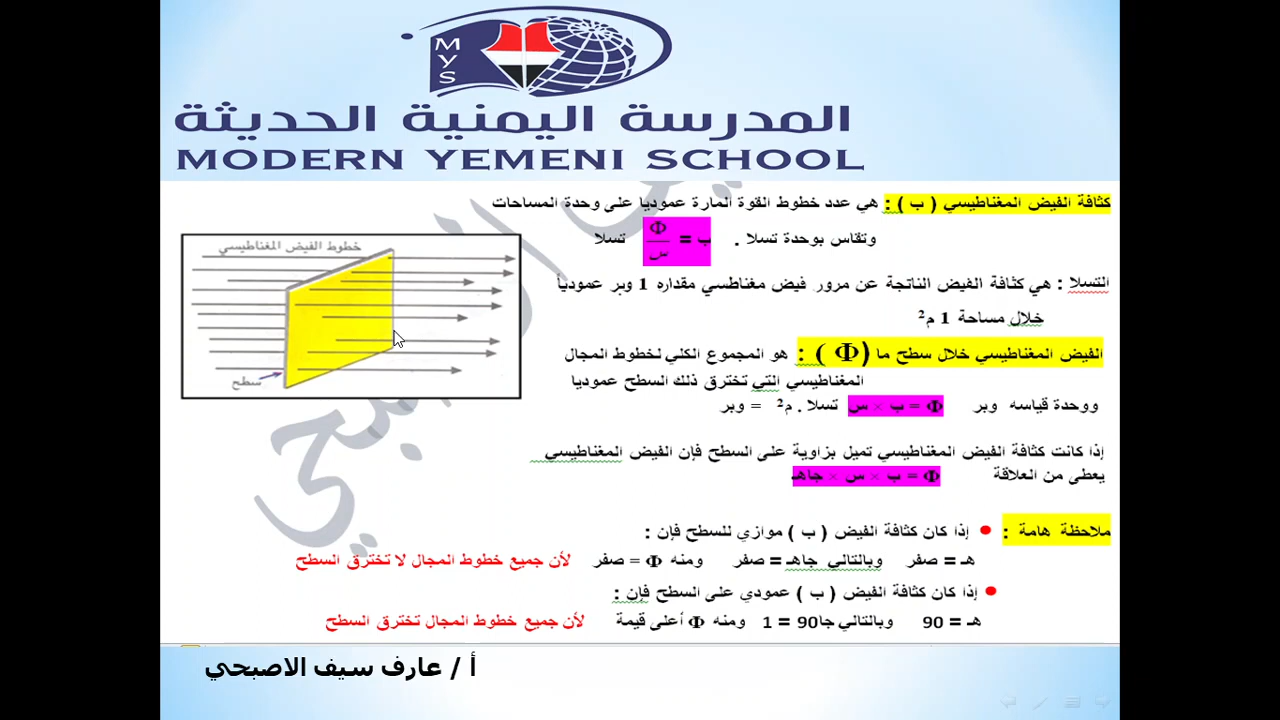 MYS
المدرسة اليمنية الحديثة
MODERN YEMENI SCHOOL
كثافة الفيض المغناطيسي ( ب ) : هي عدد خطوط القوة المارة عموديا على وحدة المساحات
وتقاس بوحدة تسلا . ب = Φ / س تسلا
التسلا : هي كثافة الفيض الناتجة عن مرور فيض مغناطسي مقداره 1 وبر عمودياً
خلال مساحة 1 م²
الفيض المغناطيسي خلال سطح ما (Φ ) : هو المجموع الكلي لخطوط المجال
المغناطيسي التي تخترق ذلك السطح عموديا
ووحدة قياسه وبر Φ = ب × س تسلا . م² = وبر
إذا كانت كثافة الفيض المغناطيسي تميل بزاوية على السطح فإن الفيض المغناطيسي
يعطى من العلاقة Φ = ب × س × جاهـ
ملاحظة هامة : إذا كان كثافة الفيض ( ب ) موازي للسطح فإن :
هـ = صفر وبالتالي جاهـ = صفر ومنه Φ = صفر لأن جميع خطوط المجال لا تخترق السطح
إذا كان كثافة الفيض ( ب ) عمودي على السطح فإن :
هـ = 90 وبالتالي جا90 = 1 ومنه Φ أعلى قيمة لأن جميع خطوط المجال تخترق السطح
خطوط الفيض المغناطيسي
سطح
أ / عارف سيف الاصبحي